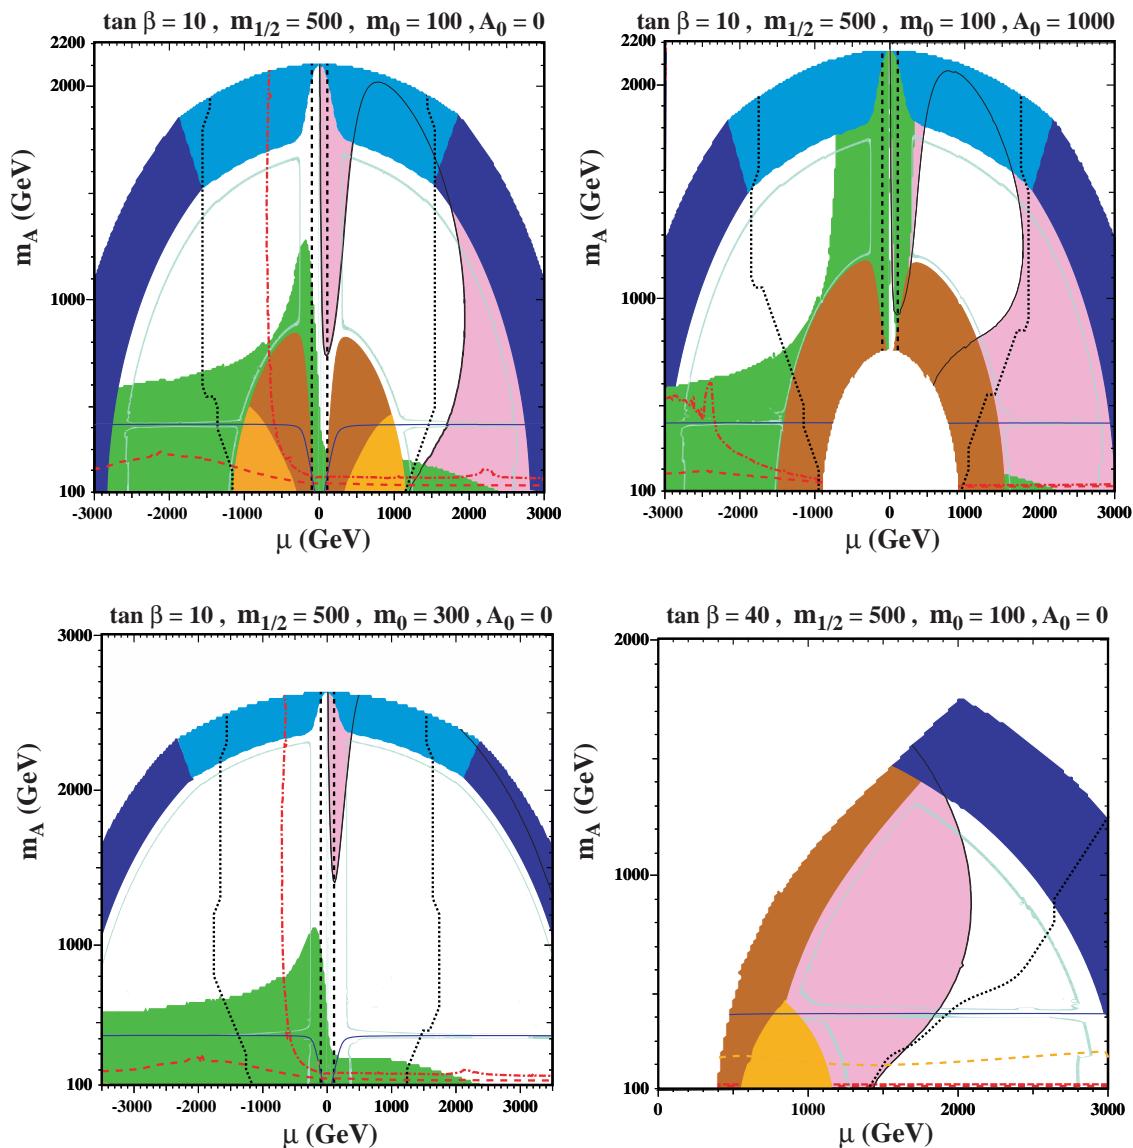 tan β = 10 , m1/2 = 500 , m0 = 100 , A0 = 0
2200
2000
1000
100
mA (GeV)
-3000 -2000 -1000 0 1000 2000 3000
μ (GeV)
tan β = 10 , m1/2 = 500 , m0 = 100 , A0 = 1000
2200
2000
1000
100
mA (GeV)
-3000 -2000 -1000 0 1000 2000 3000
μ (GeV)
tan β = 10 , m1/2 = 500 , m0 = 300 , A0 = 0
3000
2000
1000
100
mA (GeV)
-3000 -2000 -1000 0 1000 2000 3000
μ (GeV)
tan β = 40 , m1/2 = 500 , m0 = 100 , A0 = 0
2000
1000
100
mA ((GeV)
0 1000 2000 3000
μ (GeV)